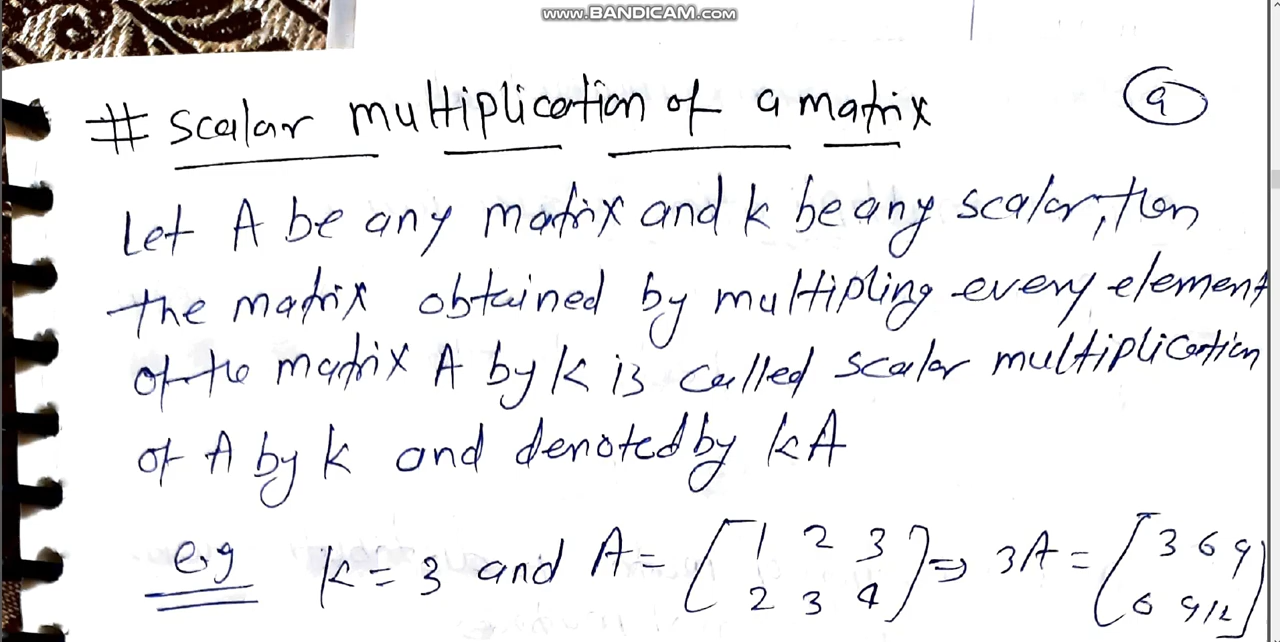 www.BANDICAM.com
# Scalar multiplication of a matrix 9
Let A be any matrix and k be any scalar, then
the matrix obtained by multipling every element
of the matrix A by k is called scalar multiplication
of A by k and denoted by kA
e.g k = 3 and A = [1 2 3 ⇒ 3A = [3 6 9
2 3 4] 6 9 12]